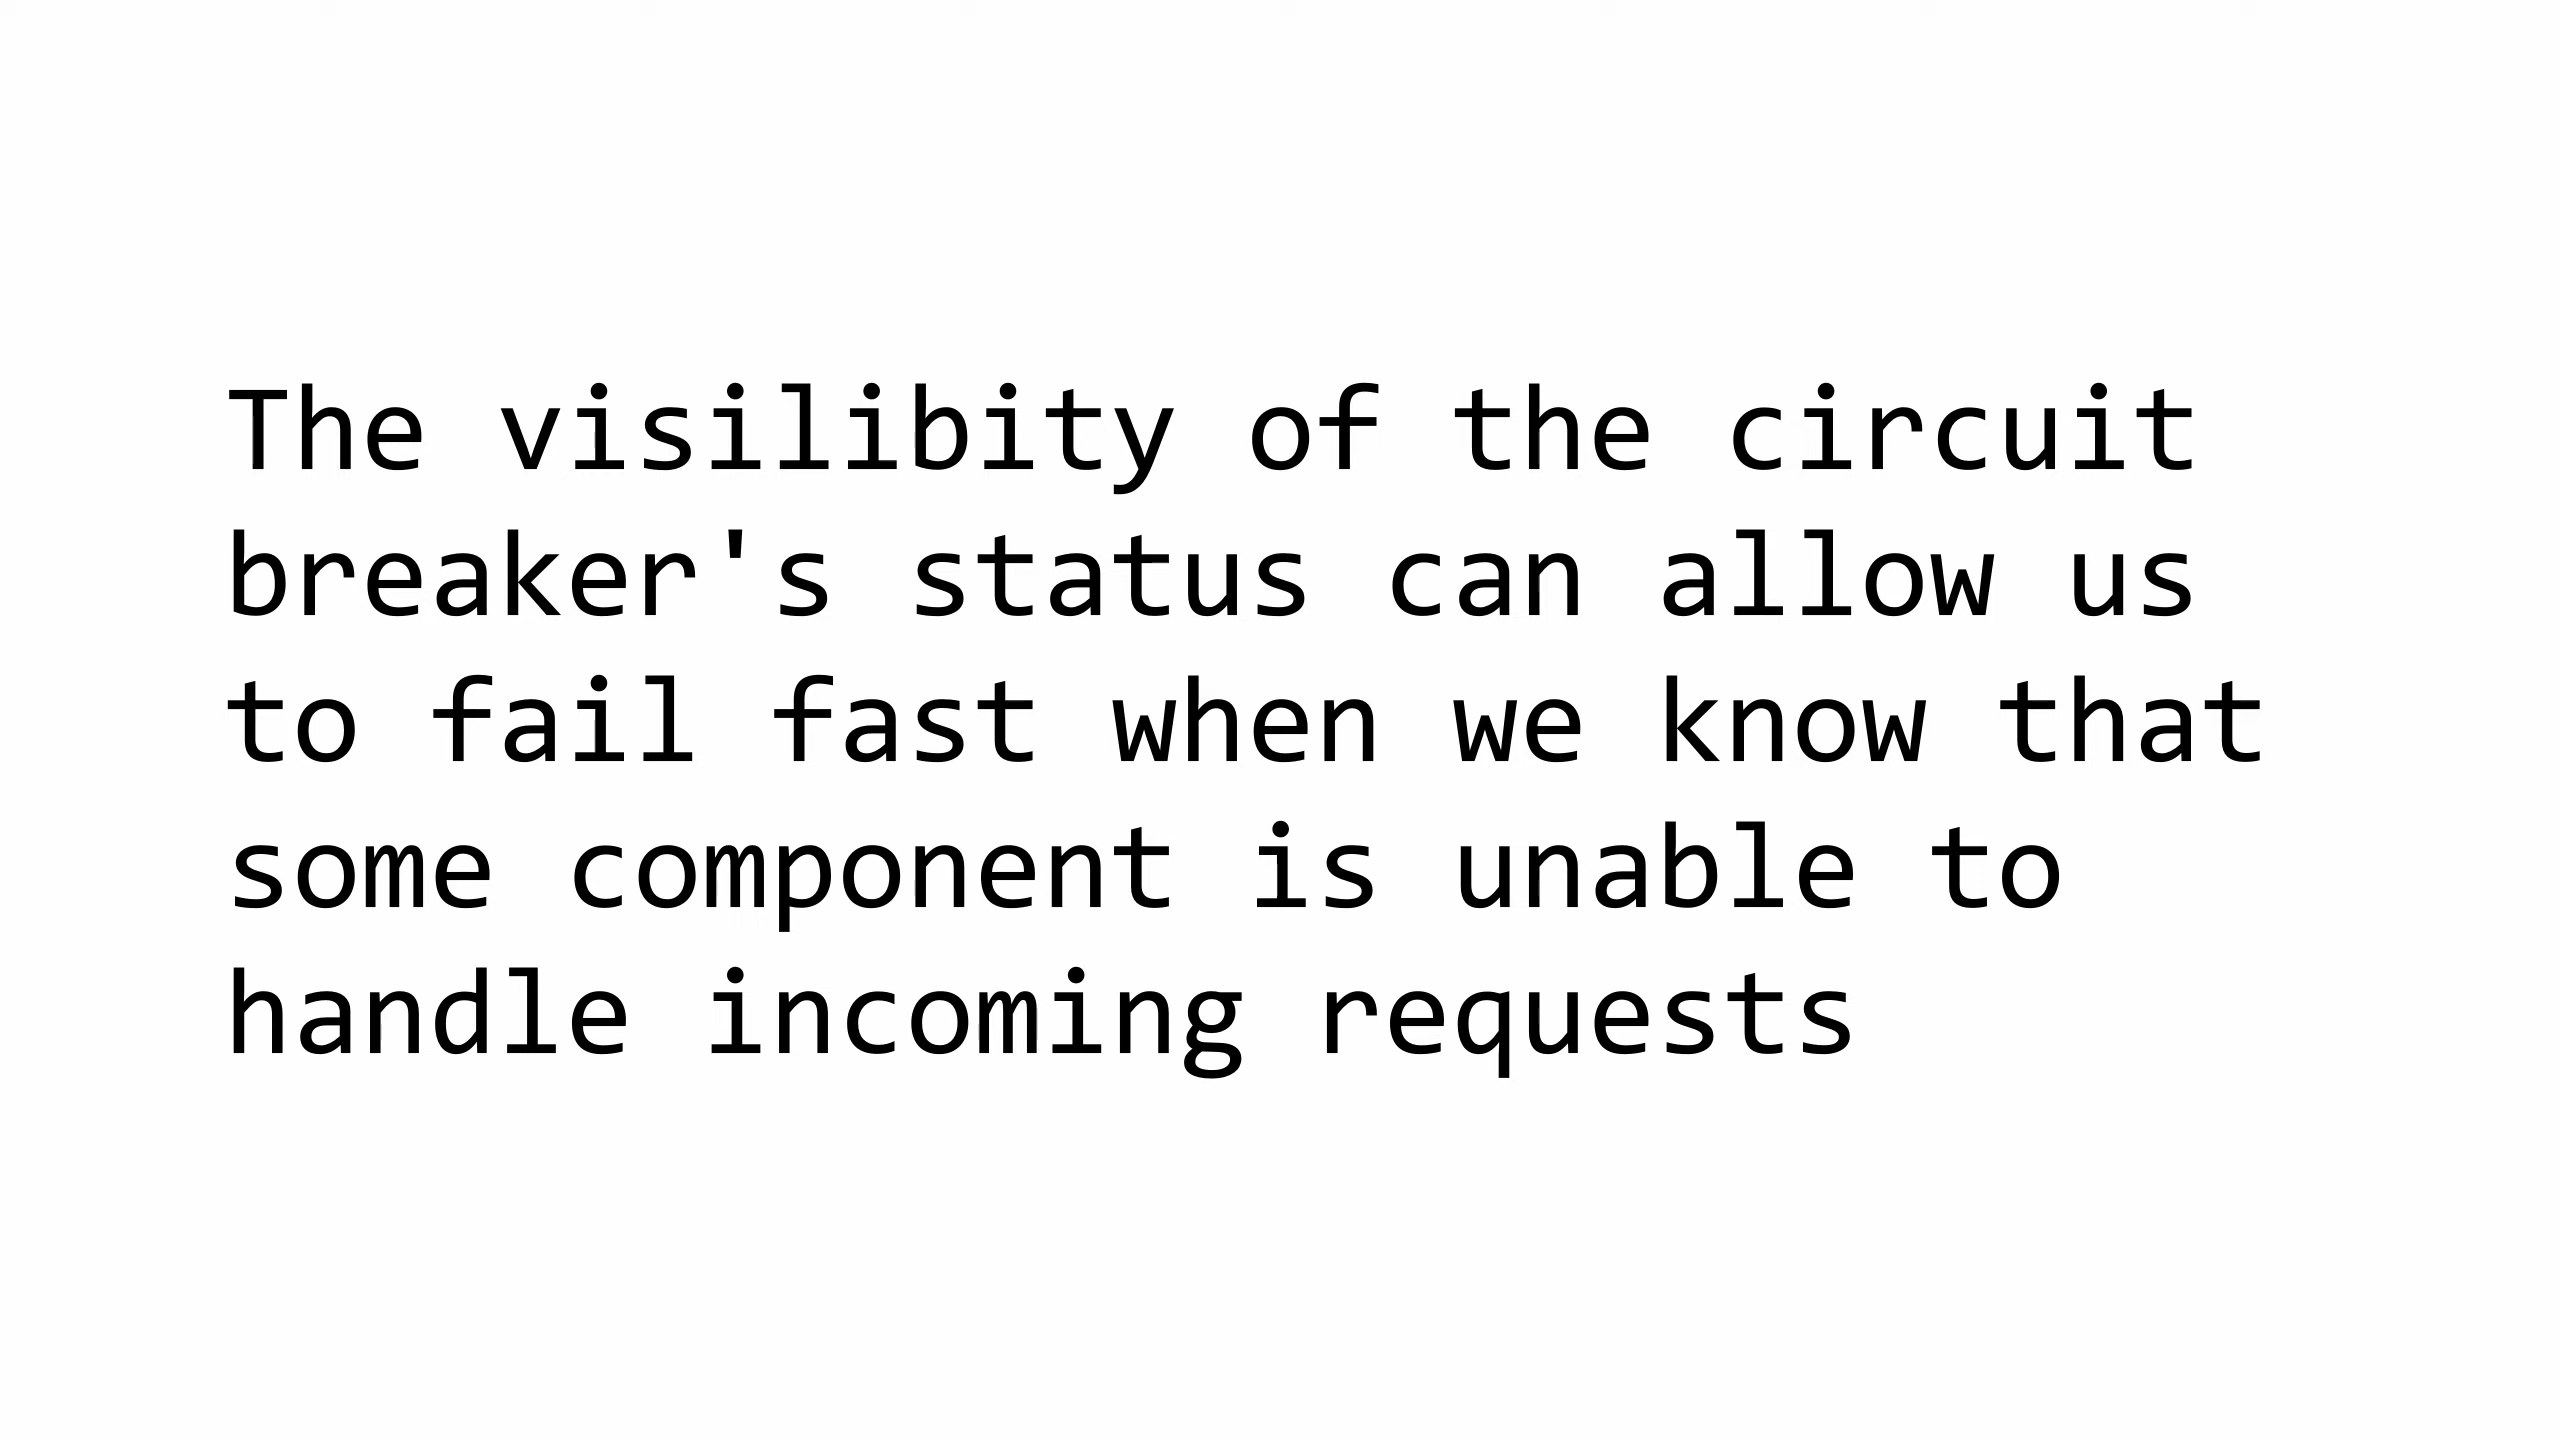 The visilibity of the circuit
breaker's status can allow us
to fail fast when we know that
some component is unable to
handle incoming requests